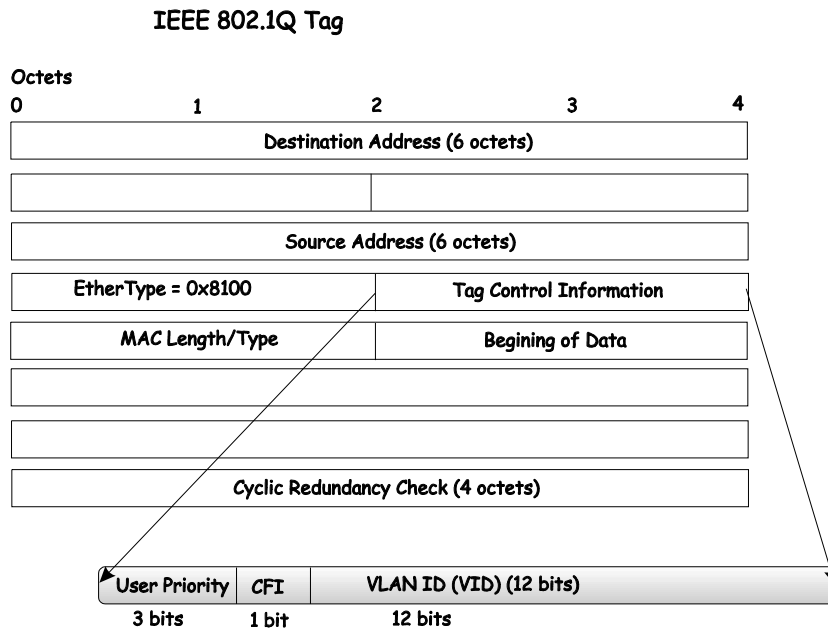 IEEE 802.1Q Tag
Octets
0 1 2 3 4
Destination Address (6 octets)
Source Address (6 octets)
EtherType = 0x8100 Tag Control Information
MAC Length/Type Begining of Data
Cyclic Redundancy Check (4 octets)
User Priority CFI VLAN ID (VID) (12 bits)
3 bits 1 bit 12 bits